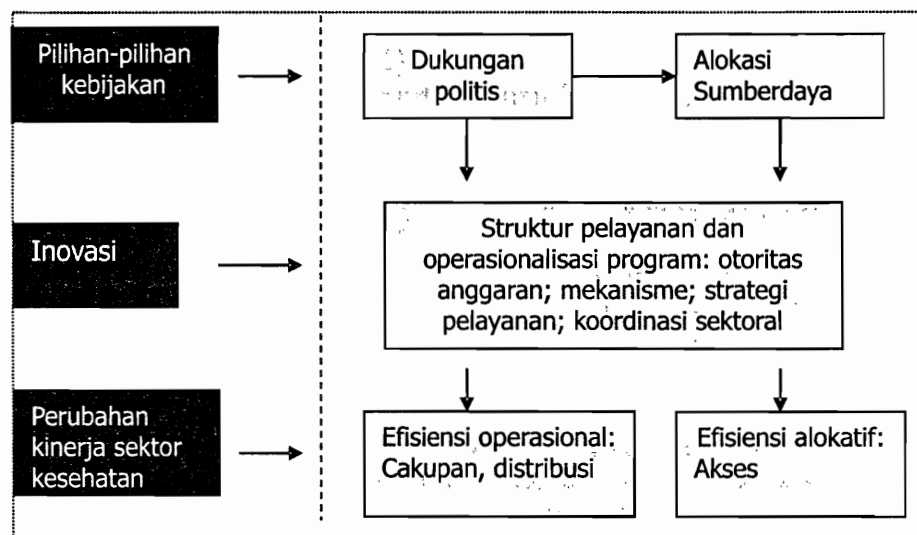 Pilihan-pilihan
kebijakan
Dukungan
politis
Alokasi
Sumberdaya
Inovasi
Struktur pelayanan dan
operasionalisasi program: otoritas
anggaran; mekanisme; strategi
pelayanan; koordinasi sektoral
Perubahan
kinerja sektor
kesehatan
Efisiensi operasional:
Cakupan, distribusi
Efisiensi alokatif:
Akses